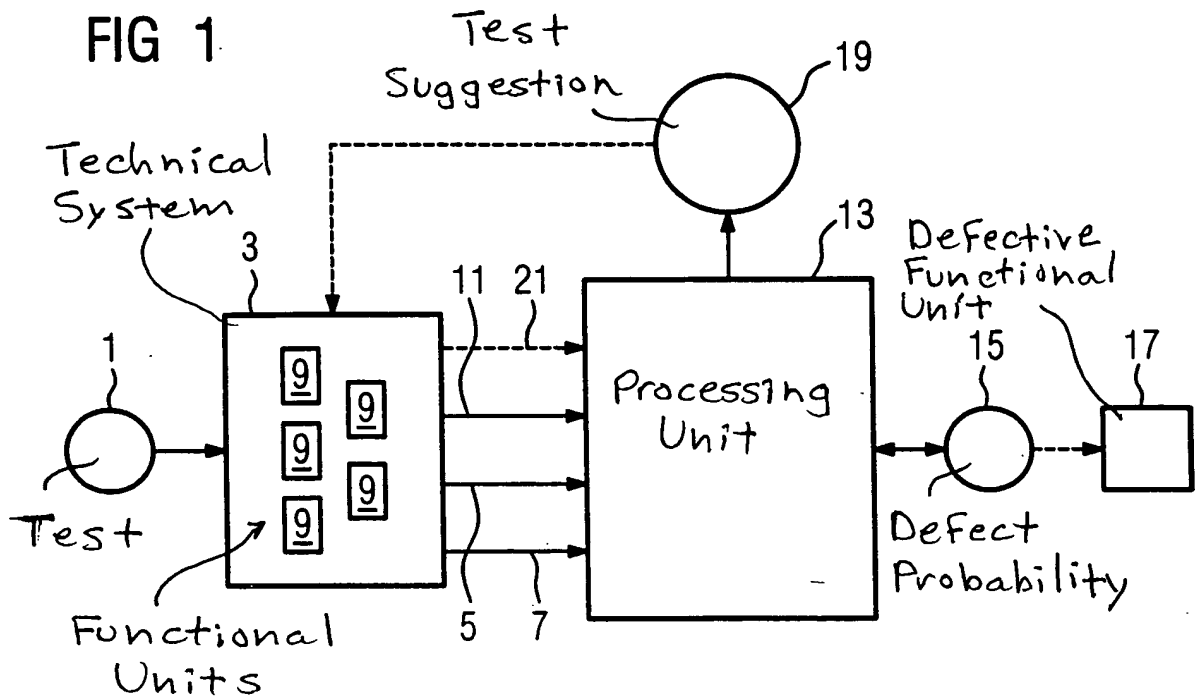 FIG 1
Test
Suggestion
19
Technical
System
3
13
Defective
Functional
Unit
11
21
1
15
17
9
9
9
9
9
Processing
Unit
Test
5
7
Defect
Probability
Functional
Units